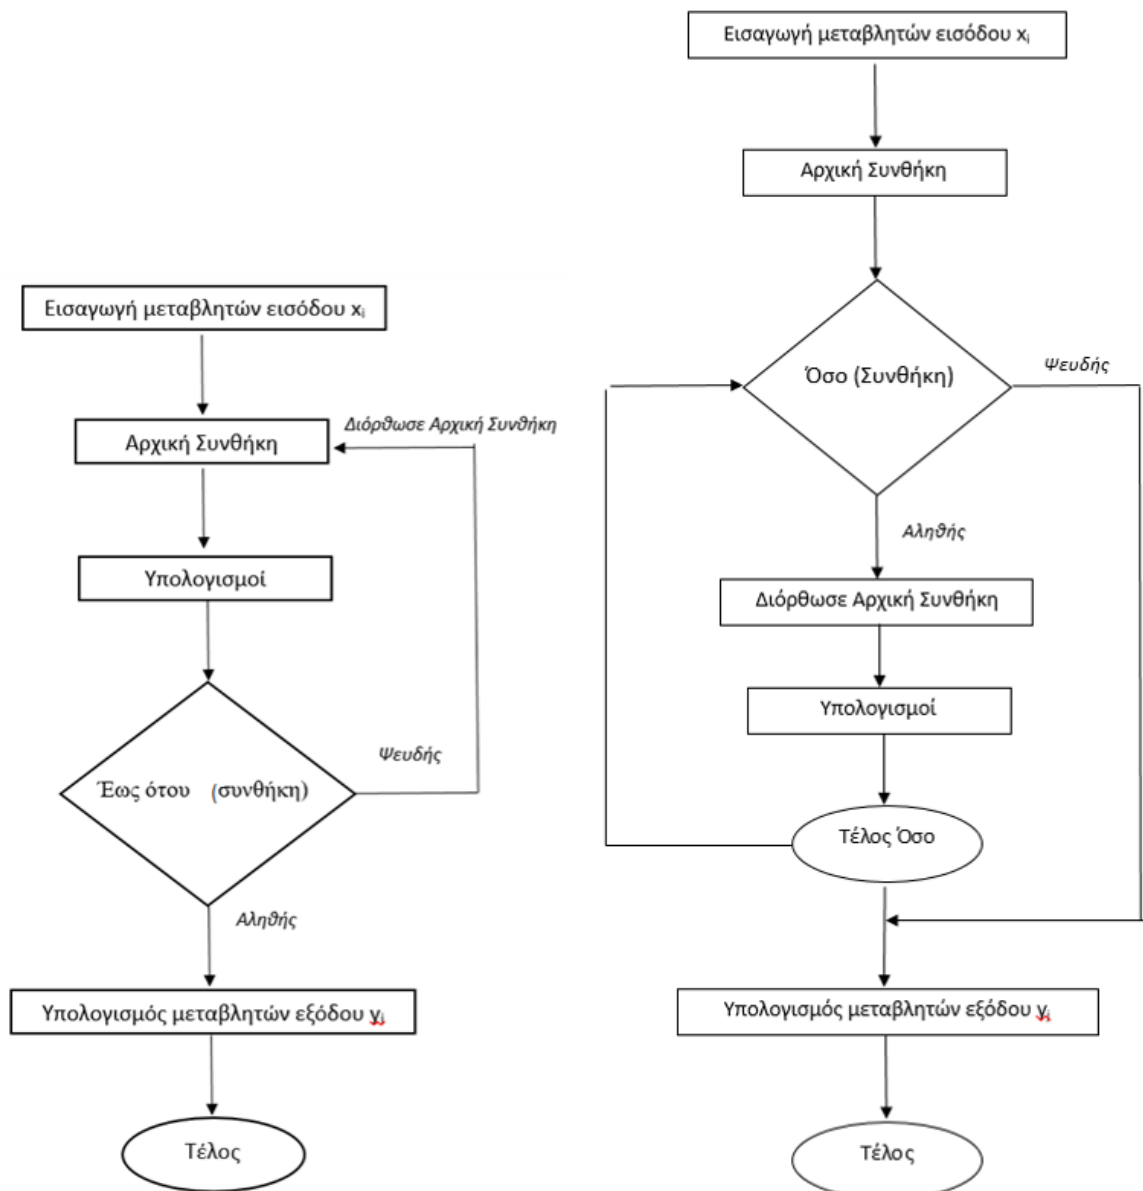 Εισαγωγή μεταβλητών εισόδου xᵢ
Διόρθωσε Αρχική Συνθήκη
Αρχική Συνθήκη
Υπολογισμοί
Ψευδής
Έως ότου (συνθήκη)
Αληθής
Υπολογισμός μεταβλητών εξόδου yᵢ
Τέλος
Εισαγωγή μεταβλητών εισόδου xᵢ
Αρχική Συνθήκη
Ψευδής
Όσο (Συνθήκη)
Αληθής
Διόρθωσε Αρχική Συνθήκη
Υπολογισμοί
Τέλος Όσο
Υπολογισμός μεταβλητών εξόδου yᵢ
Τέλος